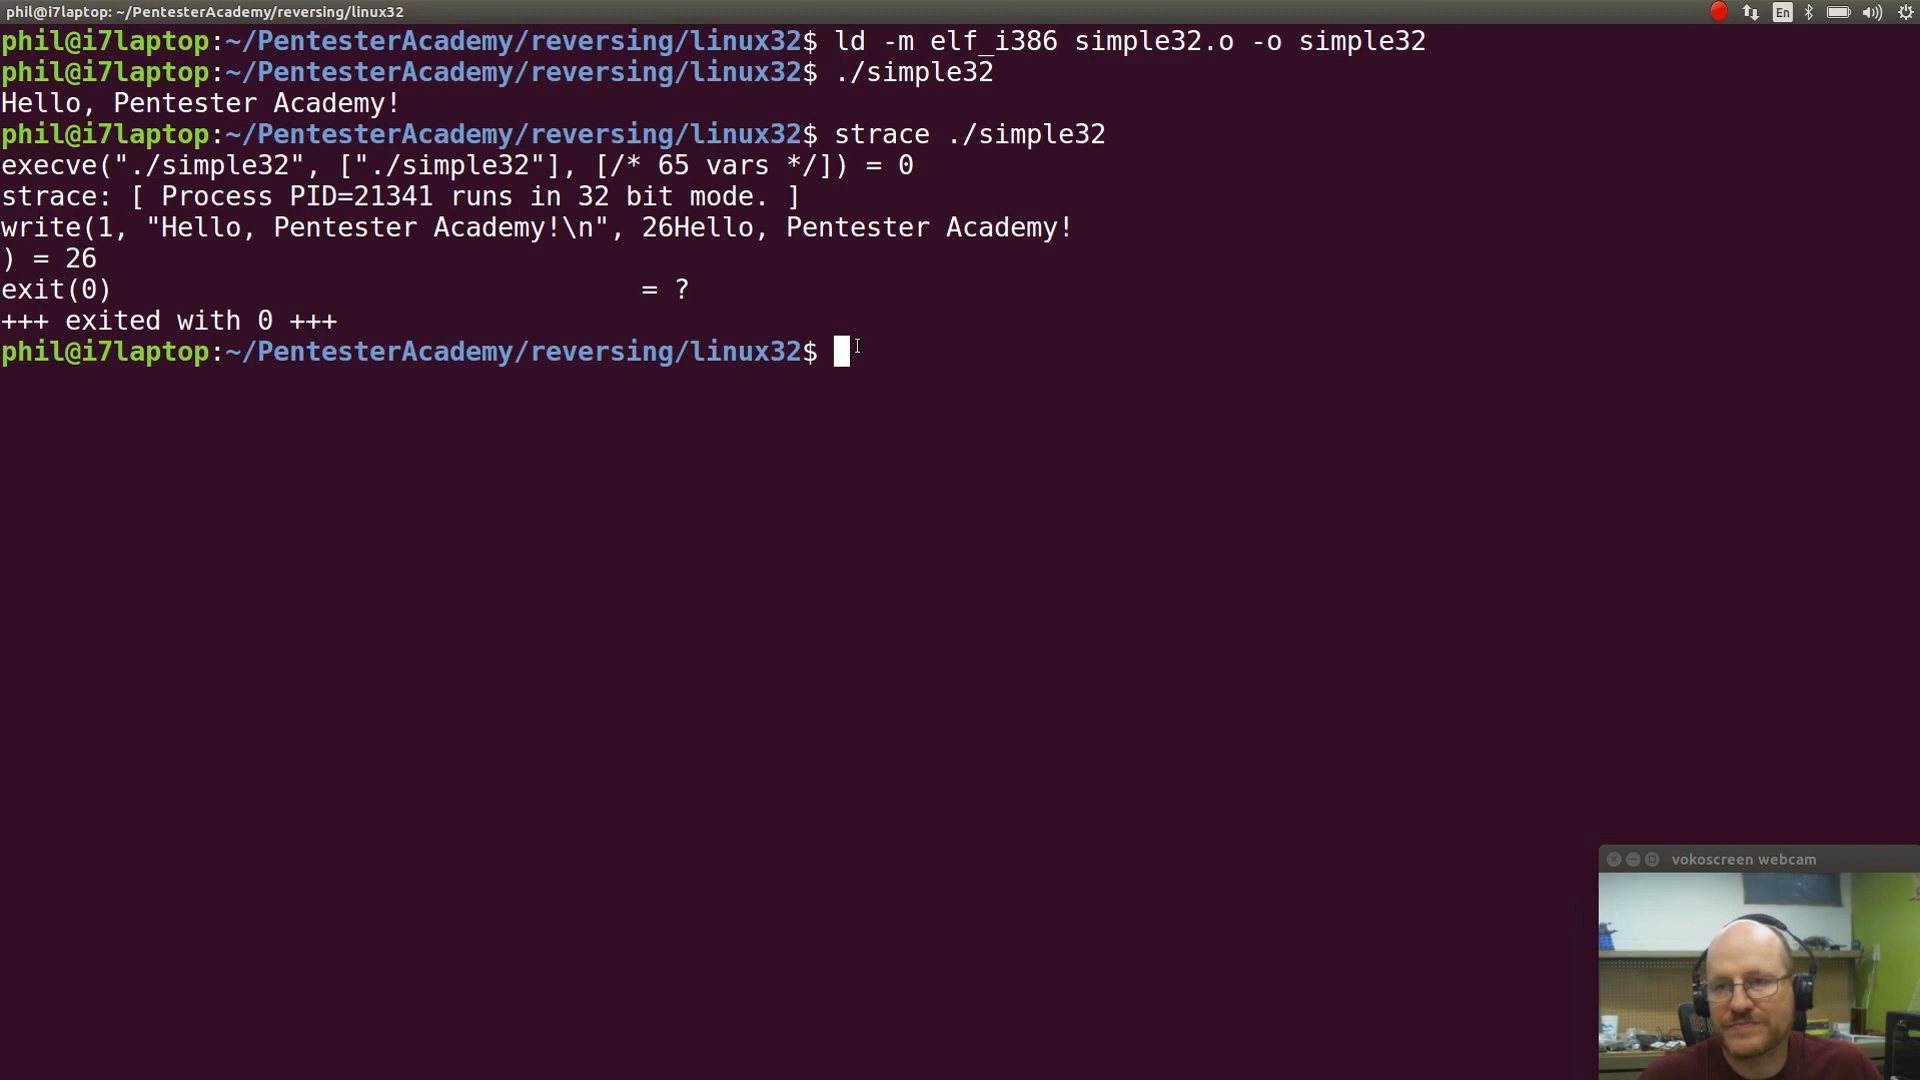 phil@i7laptop: ~/PentesterAcademy/reversing/linux32
En
phil@i7laptop:~/PentesterAcademy/reversing/linux32$ ld -m elf_i386 simple32.o -o simple32
phil@i7laptop:~/PentesterAcademy/reversing/linux32$ ./simple32
Hello, Pentester Academy!
phil@i7laptop:~/PentesterAcademy/reversing/linux32$ strace ./simple32
execve("./simple32", ["./simple32"], [/* 65 vars */]) = 0
strace: [ Process PID=21341 runs in 32 bit mode. ]
write(1, "Hello, Pentester Academy!\n", 26Hello, Pentester Academy!
) = 26
exit(0)                                 = ?
+++ exited with 0 +++
phil@i7laptop:~/PentesterAcademy/reversing/linux32$
vokoscreen webcam